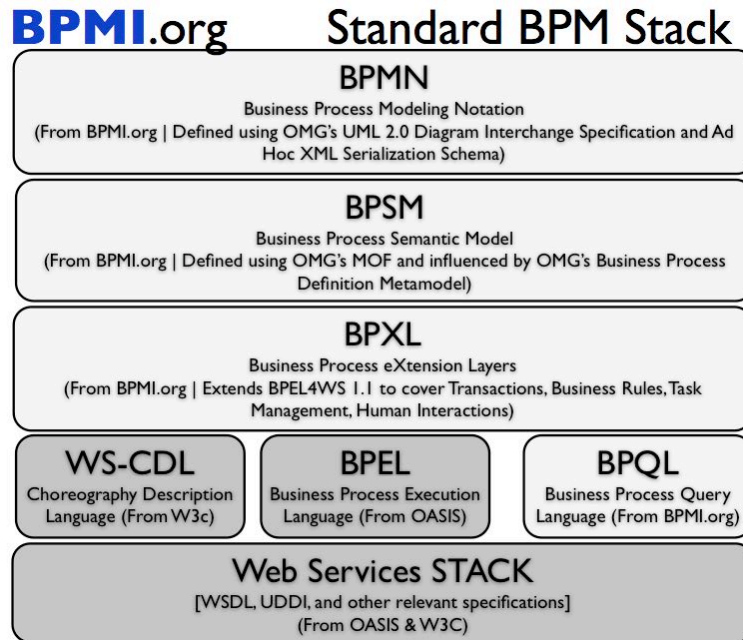 BPMI.org Standard BPM Stack
BPMN
Business Process Modeling Notation
(From BPMI.org | Defined using OMG's UML 2.0 Diagram Interchange Specification and Ad
Hoc XML Serialization Schema)
BPSM
Business Process Semantic Model
(From BPMI.org | Defined using OMG's MOF and influenced by OMG's Business Process
Definition Metamodel)
BPXL
Business Process eXtension Layers
(From BPMI.org | Extends BPEL4WS 1.1 to cover Transactions, Business Rules, Task
Management, Human Interactions)
WS-CDL
Choreography Description
Language (From W3c)
BPEL
Business Process Execution
Language (From OASIS)
BPQL
Business Process Query
Language (From BPMI.org)
Web Services STACK
[WSDL, UDDI, and other relevant specifications]
(From OASIS & W3C)